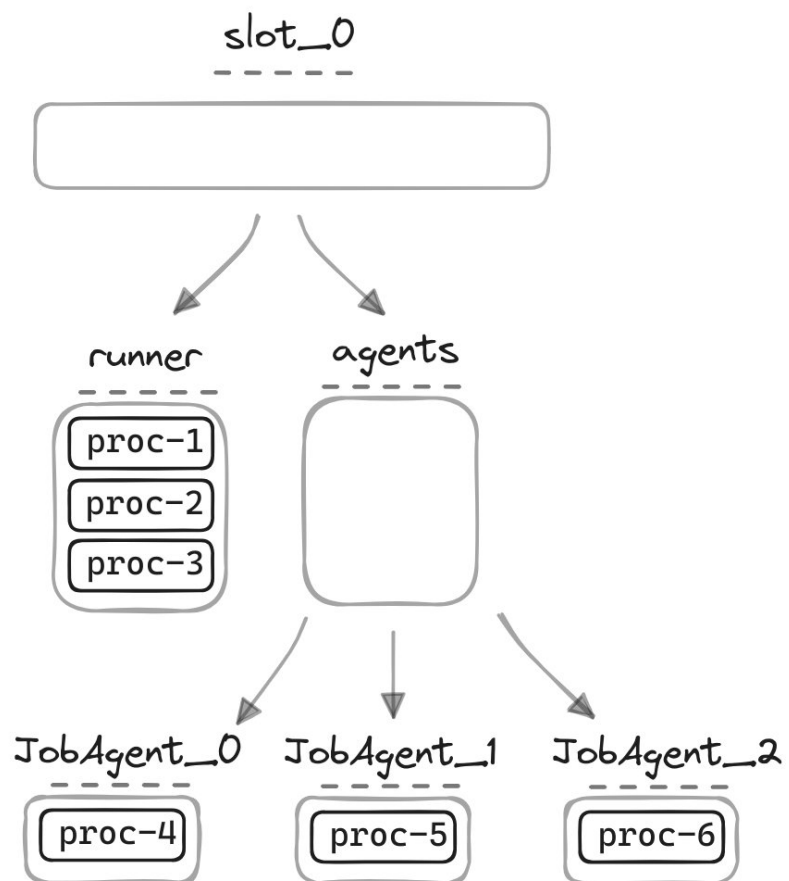 slot_0
runner
agents
proc-1
proc-2
proc-3
JobAgent_0
JobAgent_1
JobAgent_2
proc-4
proc-5
proc-6